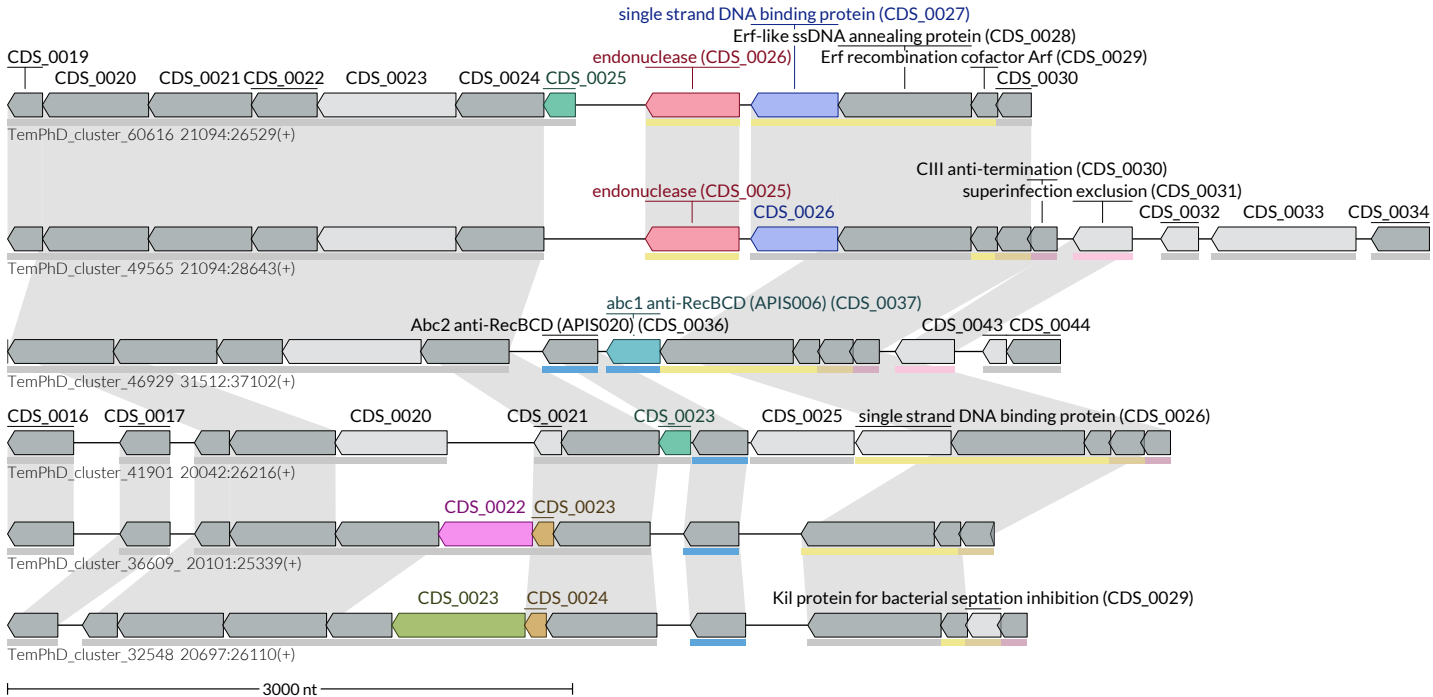 single strand DNA binding protein (CDS_0027)
Erf-like ssDNA annealing protein (CDS_0028)
CDS_0019 endonuclease (CDS_0026) Erf recombination cofactor Arf (CDS_0029)
CDS_0020 CDS_0021 CDS_0022 CDS_0023 CDS_0024 CDS_0025 CDS_0030
TemPhD_cluster_60616 21094:26529(+)
CIII anti-termination (CDS_0030)
endonuclease (CDS_0025) superinfection exclusion (CDS_0031)
CDS_0026 CDS_0032 CDS_0033 CDS_0034
TemPhD_cluster_49565 21094:28643(+)
abc1 anti-RecBCD (APIS006) (CDS_0037)
Abc2 anti-RecBCD (APIS020) (CDS_0036) CDS_0043 CDS_0044
TemPhD_cluster_46929 31512:37102(+)
CDS_0016 CDS_0017 CDS_0020 CDS_0021 CDS_0023 CDS_0025 single strand DNA binding protein (CDS_0026)
TemPhD_cluster_41901 20042:26216(+)
CDS_0022 CDS_0023
TemPhD_cluster_36609_ 20101:25339(+)
CDS_0023 CDS_0024 Kil protein for bacterial septation inhibition (CDS_0029)
TemPhD_cluster_32548 20697:26110(+)
3000 nt